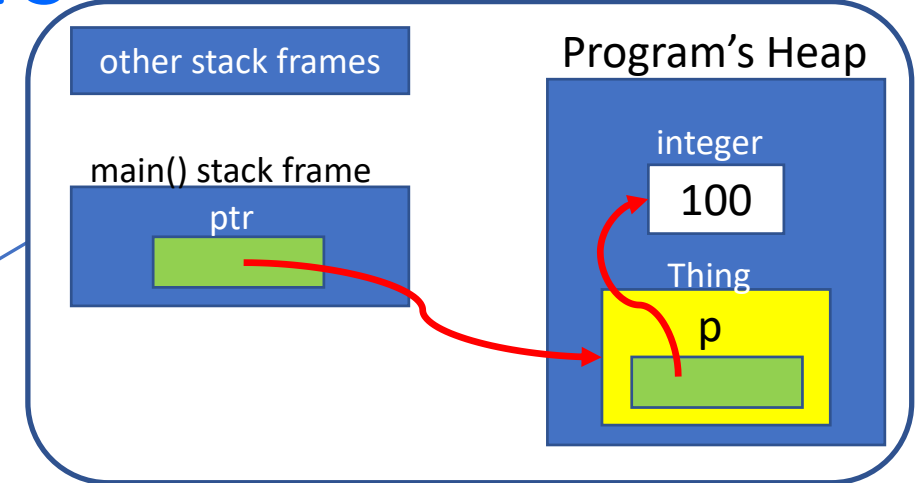 other stack frames
main() stack frame
ptr
Program's Heap
integer
100
Thing
p